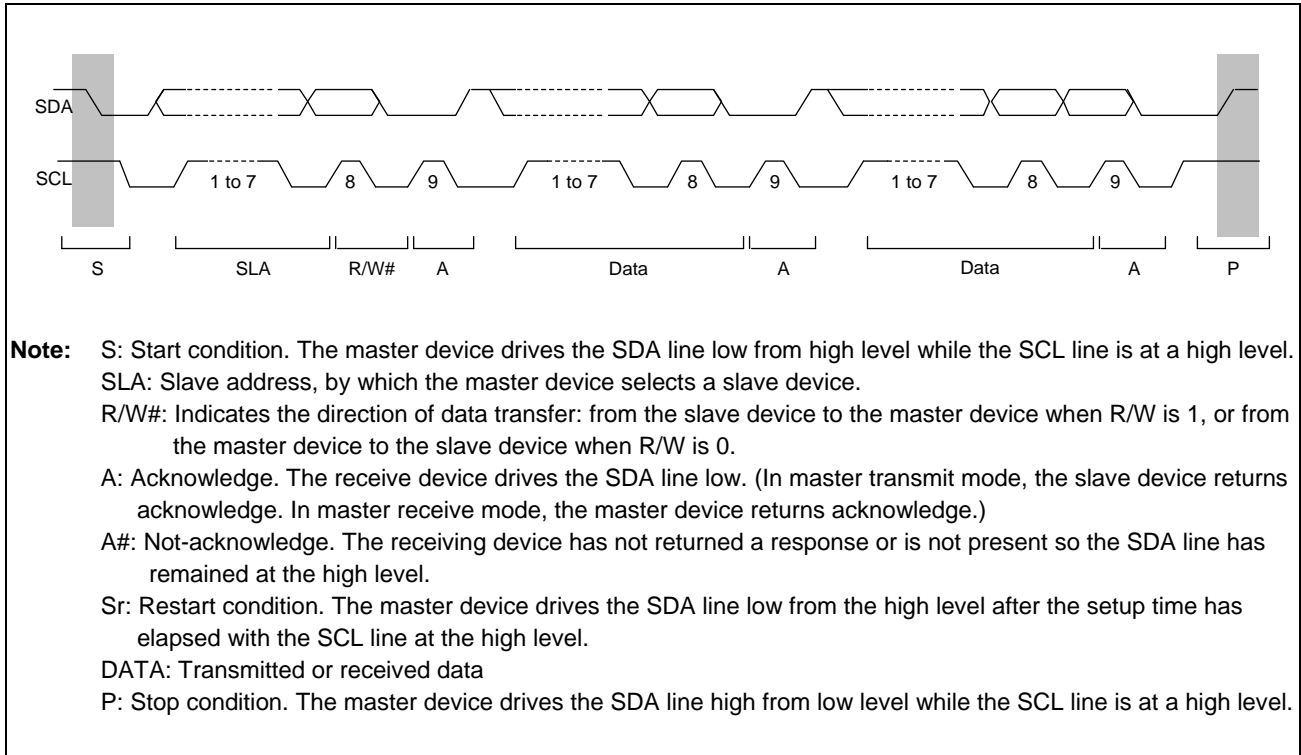 SDA
SCL
1 to 7 8 9 1 to 7 8 9 1 to 7 8 9
S SLA R/W# A Data A Data A P
Note: S: Start condition. The master device drives the SDA line low from high level while the SCL line is at a high level.
SLA: Slave address, by which the master device selects a slave device.
R/W#: Indicates the direction of data transfer: from the slave device to the master device when R/W is 1, or from
the master device to the slave device when R/W is 0.
A: Acknowledge. The receive device drives the SDA line low. (In master transmit mode, the slave device returns
acknowledge. In master receive mode, the master device returns acknowledge.)
A#: Not-acknowledge. The receiving device has not returned a response or is not present so the SDA line has
remained at the high level.
Sr: Restart condition. The master device drives the SDA line low from the high level after the setup time has
elapsed with the SCL line at the high level.
DATA: Transmitted or received data
P: Stop condition. The master device drives the SDA line high from low level while the SCL line is at a high level.